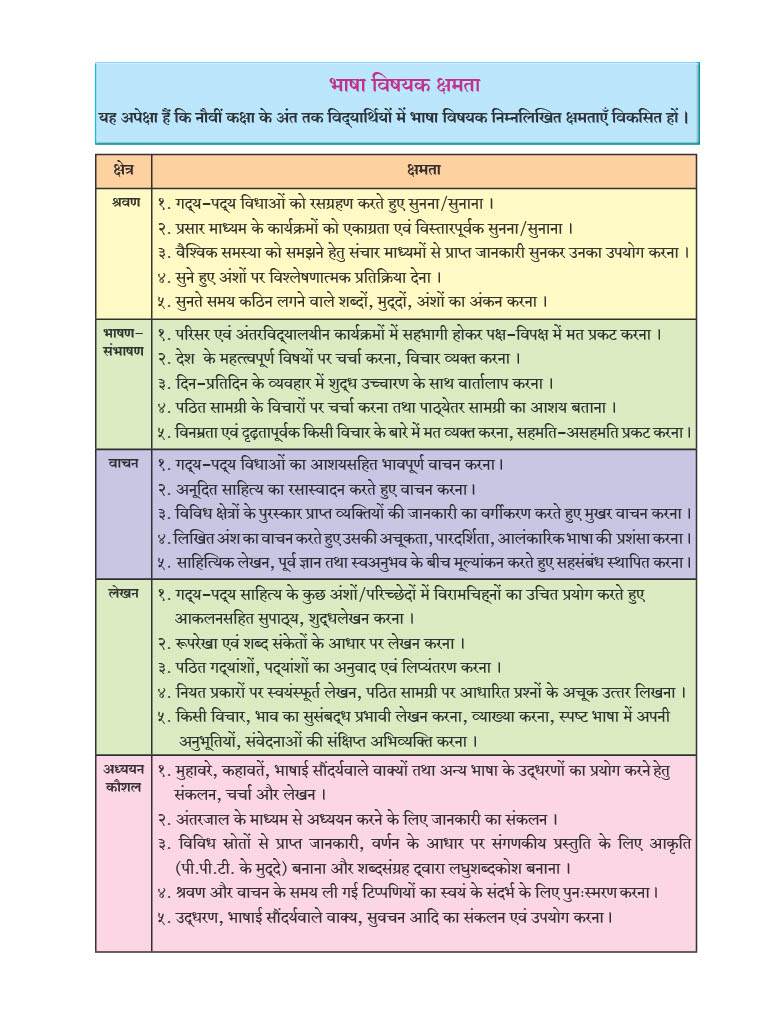 भाषा विषयक क्षमता
यह अपेक्षा हैं कि नौवीं कक्षा के अंत तक विद्यार्थियों में भाषा विषयक निम्नलिखित क्षमताएँ विकसित हों ।
क्षेत्र
क्षमता
श्रवण
१. गद्य-पद्य विधाओं को रसग्रहण करते हुए सुनना/सुनाना ।
२. प्रसार माध्यम के कार्यक्रमों को एकाग्रता एवं विस्तारपूर्वक सुनना/सुनाना ।
३. वैश्विक समस्या को समझने हेतु संचार माध्यमों से प्राप्त जानकारी सुनकर उनका उपयोग करना ।
४. सुने हुए अंशों पर विश्लेषणात्मक प्रतिक्रिया देना ।
५. सुनते समय कठिन लगने वाले शब्दों, मुद्दों, अंशों का अंकन करना ।
भाषण-
संभाषण
१. परिसर एवं अंतरविद्यालयीन कार्यक्रमों में सहभागी होकर पक्ष-विपक्ष में मत प्रकट करना ।
२. देश के महत्त्वपूर्ण विषयों पर चर्चा करना, विचार व्यक्त करना ।
३. दिन-प्रतिदिन के व्यवहार में शुद्ध उच्चारण के साथ वार्तालाप करना ।
४. पठित सामग्री के विचारों पर चर्चा करना तथा पाठ्येतर सामग्री का आशय बताना ।
५. विनम्रता एवं दृढ़तापूर्वक किसी विचार के बारे में मत व्यक्त करना, सहमति-असहमति प्रकट करना ।
वाचन
१. गद्य-पद्य विधाओं का आशयसहित भावपूर्ण वाचन करना ।
२. अनूदित साहित्य का रसास्वादन करते हुए वाचन करना ।
३. विविध क्षेत्रों के पुरस्कार प्राप्त व्यक्तियों की जानकारी का वर्गीकरण करते हुए मुखर वाचन करना ।
४. लिखित अंश का वाचन करते हुए उसकी अचूकता, पारदर्शिता, आलंकारिक भाषा की प्रशंसा करना ।
५. साहित्यिक लेखन, पूर्व ज्ञान तथा स्वअनुभव के बीच मूल्यांकन करते हुए सहसंबंध स्थापित करना ।
लेखन
१. गद्य-पद्य साहित्य के कुछ अंशों/परिच्छेदों में विरामचिह्नों का उचित प्रयोग करते हुए
आकलनसहित सुपाठ्य, शुद्धलेखन करना ।
२. रूपरेखा एवं शब्द संकेतों के आधार पर लेखन करना ।
३. पठित गद्यांशों, पद्यांशों का अनुवाद एवं लिप्यंतरण करना ।
४. नियत प्रकारों पर स्वयंस्फूर्त लेखन, पठित सामग्री पर आधारित प्रश्नों के अचूक उत्तर लिखना ।
५. किसी विचार, भाव का सुसंबद्ध प्रभावी लेखन करना, व्याख्या करना, स्पष्ट भाषा में अपनी
अनुभूतियों, संवेदनाओं की संक्षिप्त अभिव्यक्ति करना ।
अध्ययन
कौशल
१. मुहावरे, कहावतें, भाषाई सौंदर्यवाले वाक्यों तथा अन्य भाषा के उद्धरणों का प्रयोग करने हेतु
संकलन, चर्चा और लेखन ।
२. अंतरजाल के माध्यम से अध्ययन करने के लिए जानकारी का संकलन ।
३. विविध स्रोतों से प्राप्त जानकारी, वर्णन के आधार पर संगणकीय प्रस्तुति के लिए आकृति
(पी.पी.टी. के मुद्दे) बनाना और शब्दसंग्रह द्वारा लघुशब्दकोश बनाना ।
४. श्रवण और वाचन के समय ली गई टिप्पणियों का स्वयं के संदर्भ के लिए पुनःस्मरण करना ।
५. उद्धरण, भाषाई सौंदर्यवाले वाक्य, सुवचन आदि का संकलन एवं उपयोग करना ।